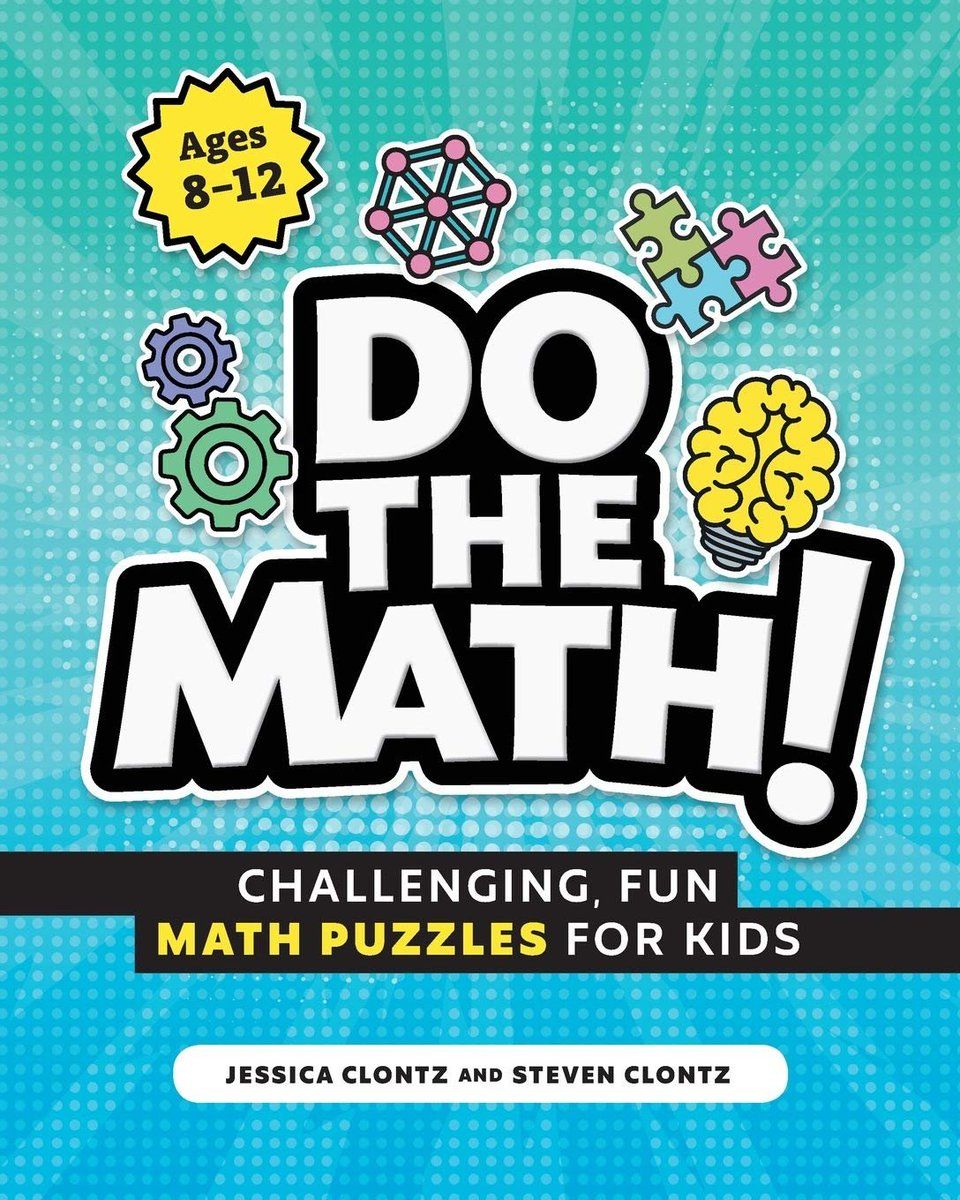 Ages
8–12
DO
THE
MATH!
CHALLENGING, FUN
MATH PUZZLES FOR KIDS
JESSICA CLONTZ AND STEVEN CLONTZ